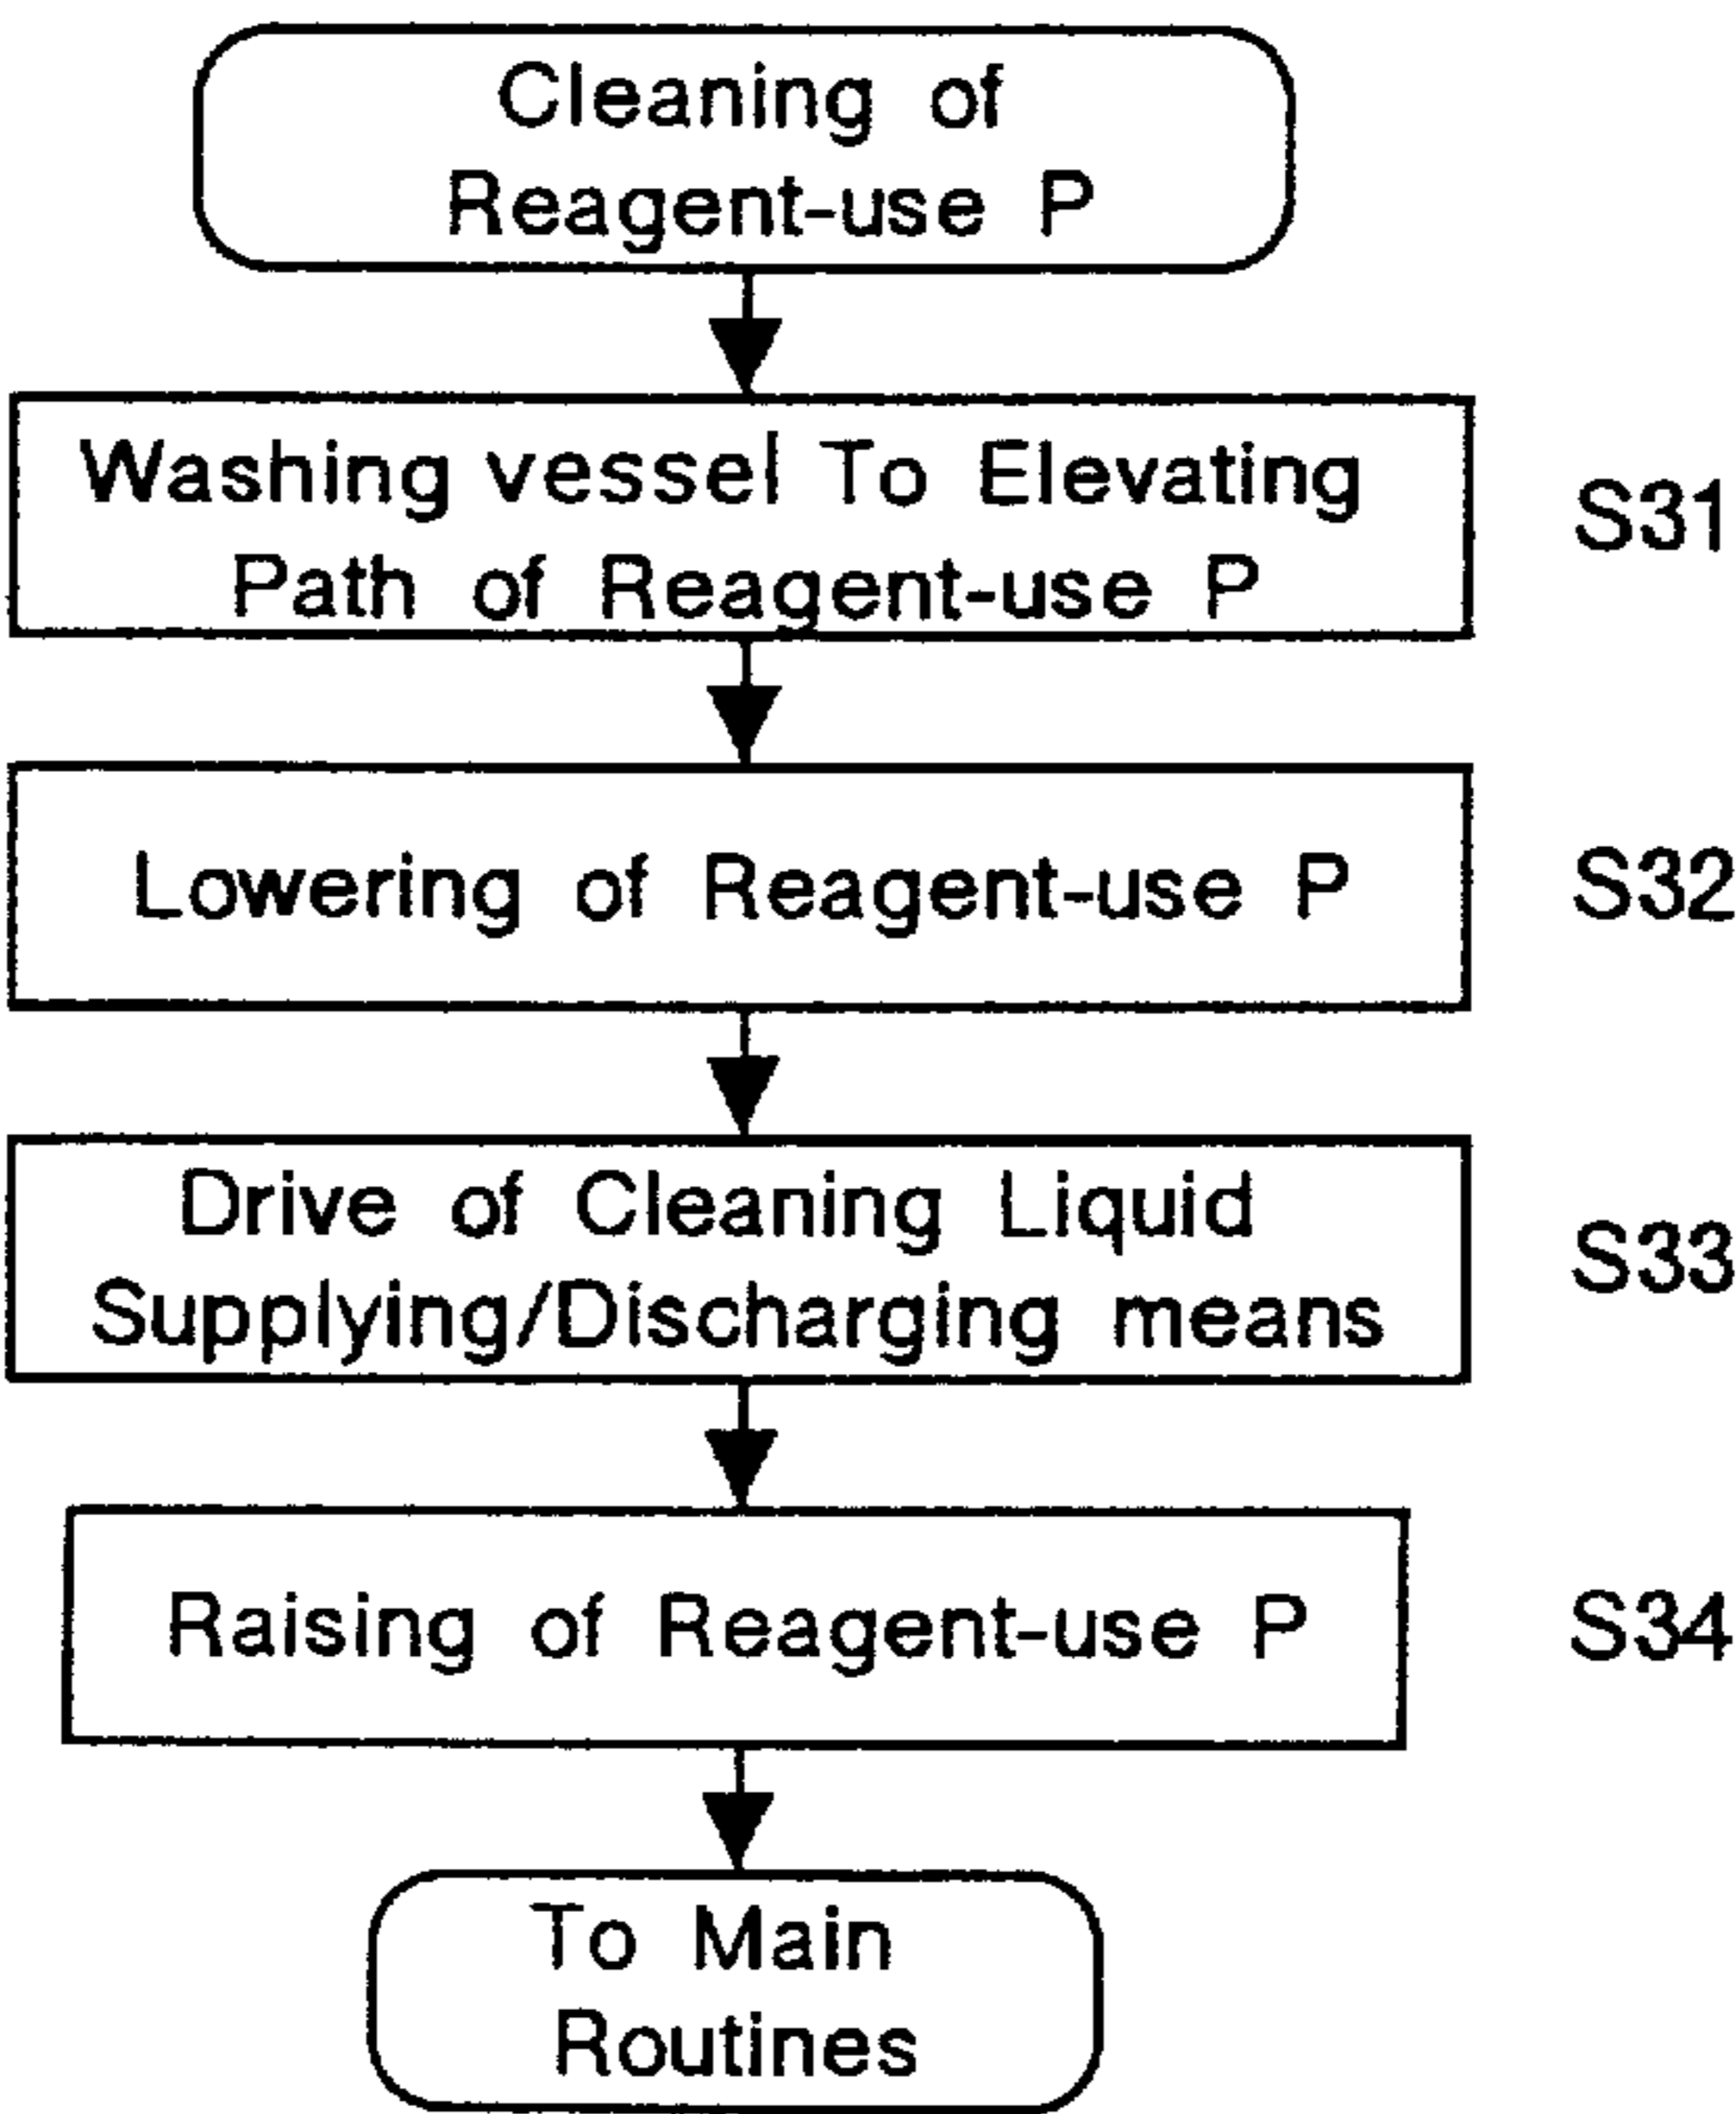 Cleaning of
Reagent-use P
Washing vessel To Elevating
Path of Reagent-use P
S31
Lowering of Reagent-use P
S32
Drive of Cleaning Liquid
Supplying/Discharging means
S33
Raising of Reagent-use P
S34
To Main
Routines